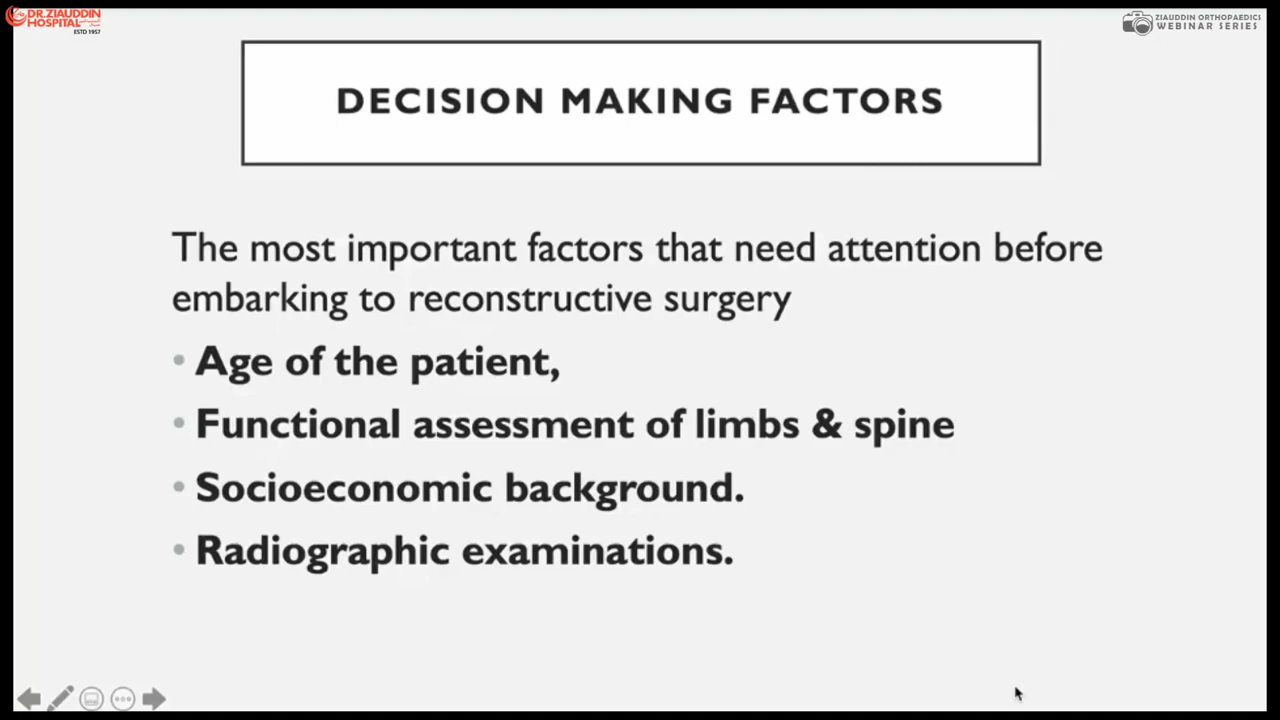 DR.ZIAUDDIN
HOSPITAL
ESTD 1957
ZIAUDDIN ORTHOPAEDICS
WEBINAR SERIES
DECISION MAKING FACTORS
The most important factors that need attention before
embarking to reconstructive surgery
• Age of the patient,
• Functional assessment of limbs & spine
• Socioeconomic background.
• Radiographic examinations.